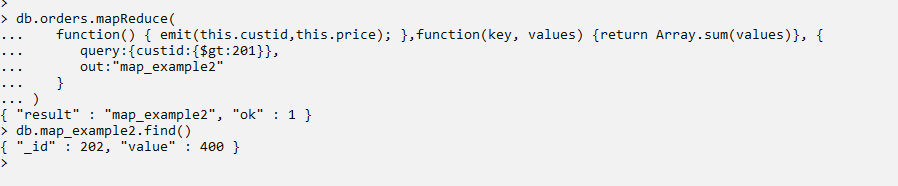 >
> db.orders.mapReduce(
...    function() { emit(this.custid,this.price); },function(key, values) {return Array.sum(values)}, {
...       query:{custid:{$gt:201}},
...       out:"map_example2"
...    }
... )
{ "result" : "map_example2", "ok" : 1 }
> db.map_example2.find()
{ "_id" : 202, "value" : 400 }
>